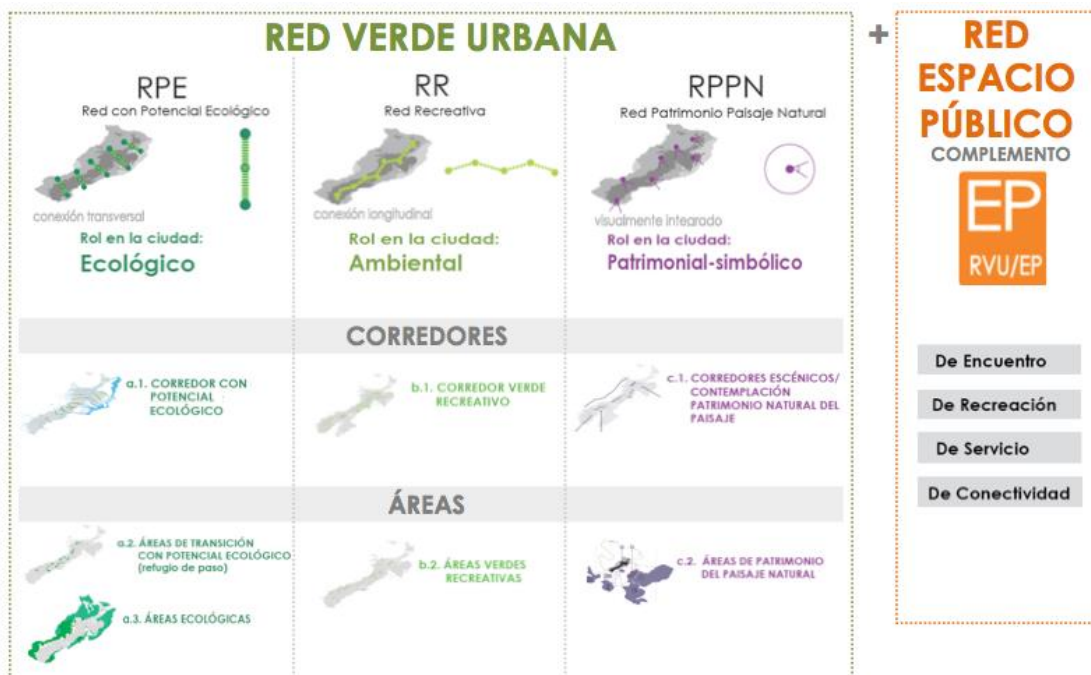 RED VERDE URBANA
RPE
Red con Potencial Ecológico
conexión transversal
Rol en la ciudad:
Ecológico
RR
Red Recreativa
conexión longitudinal
Rol en la ciudad:
Ambiental
RPPN
Red Patrimonio Paisaje Natural
visualmente integrado
Rol en la ciudad:
Patrimonial-simbólico
CORREDORES
a.1. CORREDOR CON
POTENCIAL
ECOLÓGICO
b.1. CORREDOR VERDE
RECREATIVO
c.1. CORREDORES ESCÉNICOS/
CONTEMPLACIÓN
PATRIMONIO NATURAL DEL
PAISAJE
ÁREAS
a.2. ÁREAS DE TRANSICIÓN
CON POTENCIAL ECOLÓGICO
(refugio de paso)
a.3. ÁREAS ECOLÓGICAS
b.2. ÁREAS VERDES
RECREATIVAS
c.2. ÁREAS DE PATRIMONIO
DEL PAISAJE NATURAL
+
RED
ESPACIO
PÚBLICO
COMPLEMENTO
EP
RVU/EP
De Encuentro
De Recreación
De Servicio
De Conectividad